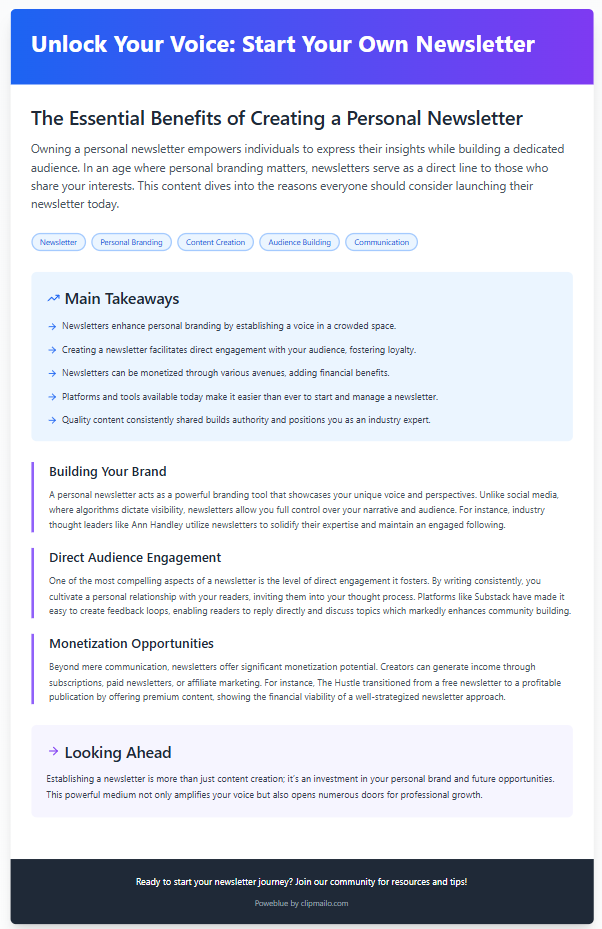 Unlock Your Voice: Start Your Own Newsletter
The Essential Benefits of Creating a Personal Newsletter
Owning a personal newsletter empowers individuals to express their insights while building a dedicated
audience. In an age where personal branding matters, newsletters serve as a direct line to those who
share your interests. This content dives into the reasons everyone should consider launching their
newsletter today.
Newsletter Personal Branding Content Creation Audience Building Communication
Main Takeaways
Newsletters enhance personal branding by establishing a voice in a crowded space.
Creating a newsletter facilitates direct engagement with your audience, fostering loyalty.
Newsletters can be monetized through various avenues, adding financial benefits.
Platforms and tools available today make it easier than ever to start and manage a newsletter.
Quality content consistently shared builds authority and positions you as an industry expert.
Building Your Brand
A personal newsletter acts as a powerful branding tool that showcases your unique voice and perspectives. Unlike social media,
where algorithms dictate visibility, newsletters allow you full control over your narrative and audience. For instance, industry
thought leaders like Ann Handley utilize newsletters to solidify their expertise and maintain an engaged following.
Direct Audience Engagement
One of the most compelling aspects of a newsletter is the level of direct engagement it fosters. By writing consistently, you
cultivate a personal relationship with your readers, inviting them into your thought process. Platforms like Substack have made it
easy to create feedback loops, enabling readers to reply directly and discuss topics which markedly enhances community building.
Monetization Opportunities
Beyond mere communication, newsletters offer significant monetization potential. Creators can generate income through
subscriptions, paid newsletters, or affiliate marketing. For instance, The Hustle transitioned from a free newsletter to a profitable
publication by offering premium content, showing the financial viability of a well-strategized newsletter approach.
Looking Ahead
Establishing a newsletter is more than just content creation; it's an investment in your personal brand and future opportunities.
This powerful medium not only amplifies your voice but also opens numerous doors for professional growth.
Ready to start your newsletter journey? Join our community for resources and tips!
Poweblue by clipmailo.com